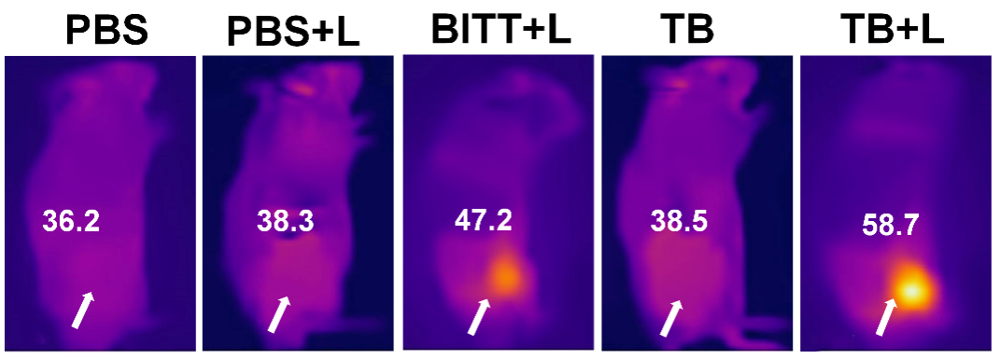 PBS PBS+L BITT+L TB TB+L
36.2 38.3 47.2 38.5 58.7